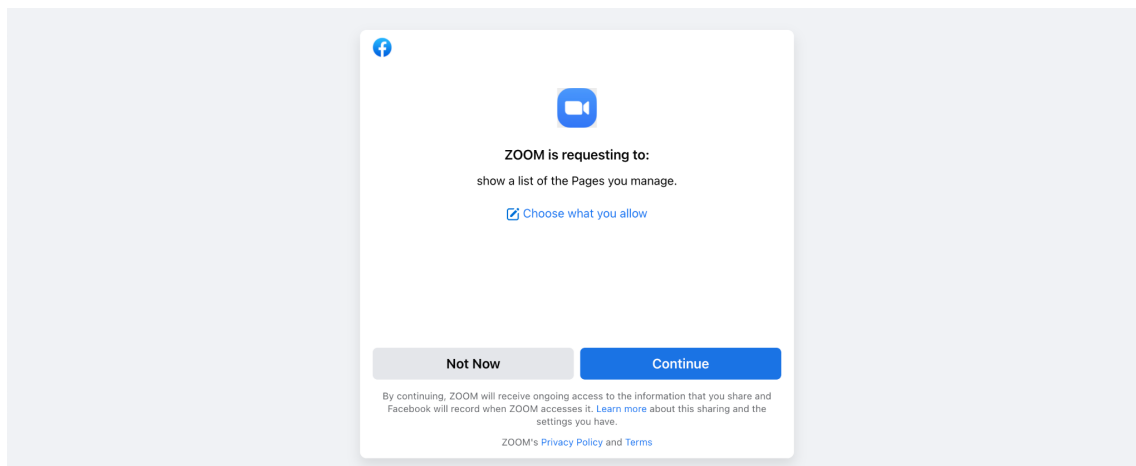 ZOOM is requesting to:
show a list of the Pages you manage.
Choose what you allow
Not Now
Continue
By continuing, ZOOM will receive ongoing access to the information that you share and
Facebook will record when ZOOM accesses it. Learn more about this sharing and the
settings you have.
ZOOM's Privacy Policy and Terms